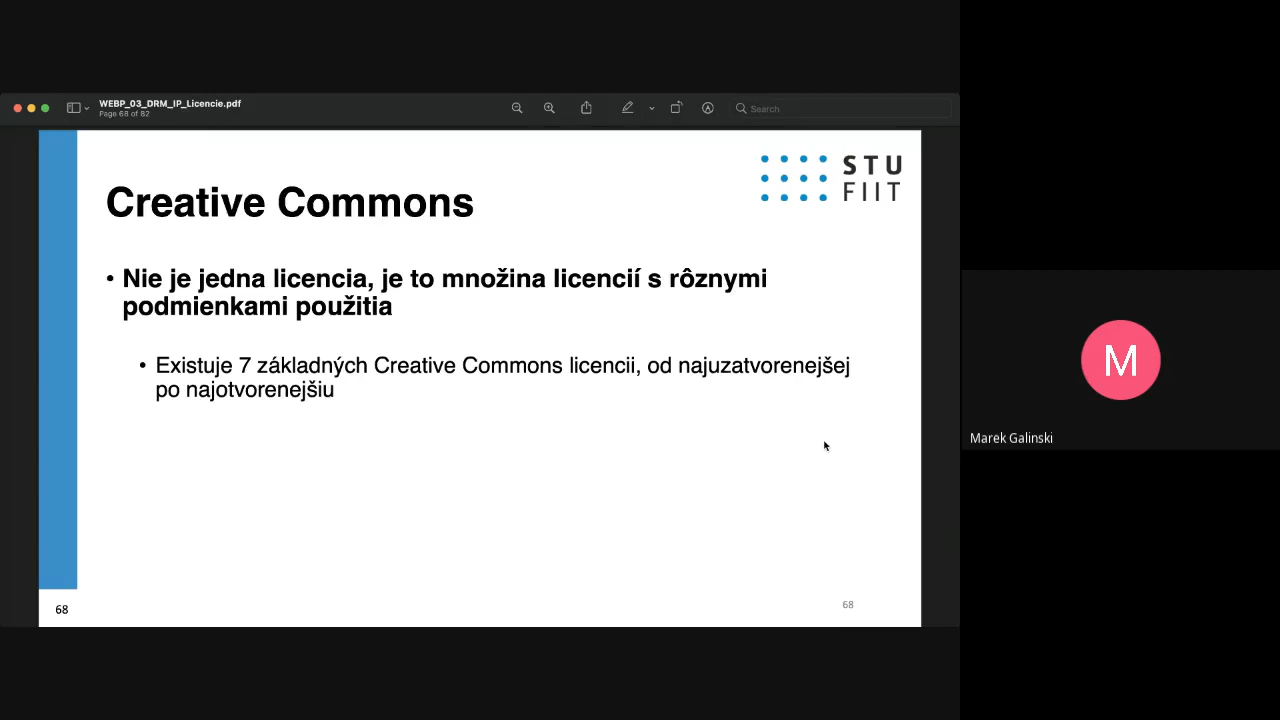 WEBP_03_DRM_IP_Licencie.pdf
Page 68 of 82
Search
STU
FIIT
Creative Commons
• Nie je jedna licencia, je to množina licencií s rôznymi
podmienkami použitia
• Existuje 7 základných Creative Commons licencii, od najuzatvorenejšej
po najotvorenejšiu
68
68
M
Marek Galinski